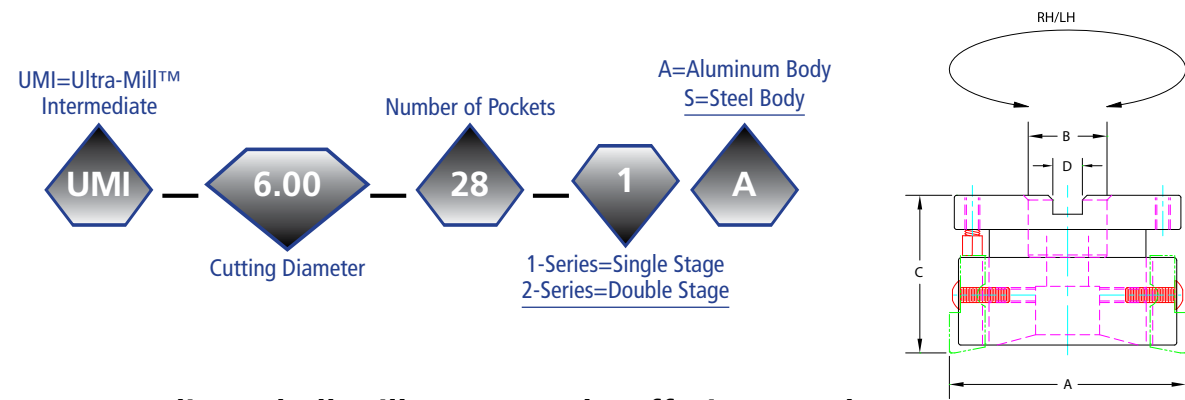 UMI=Ultra-Mill™
Intermediate
Number of Pockets
A=Aluminum Body
S=Steel Body
UMI
6.00
28
1
A
Cutting Diameter
1-Series=Single Stage
2-Series=Double Stage
RH/LH
B
D
C
A